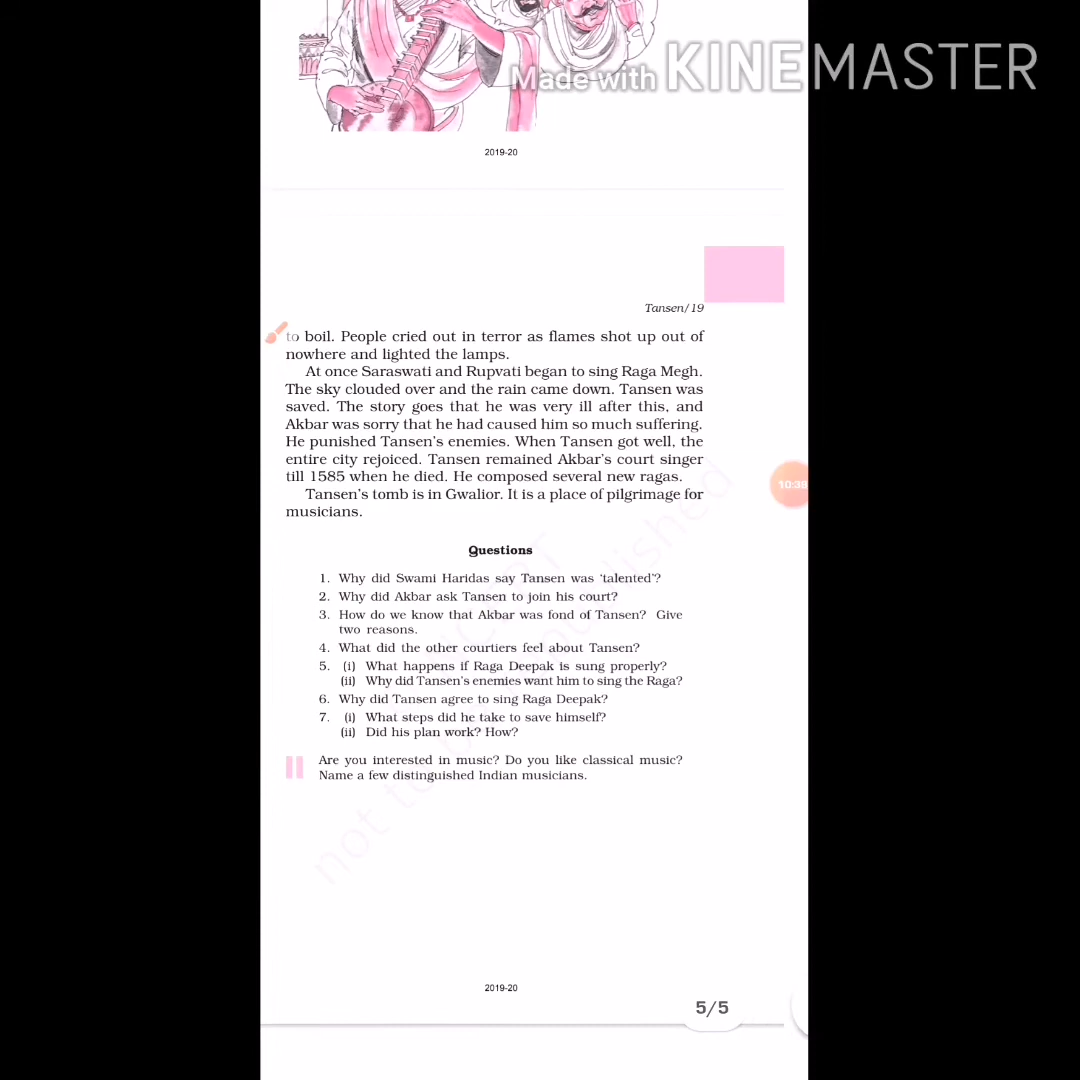 Made with KINEMASTER
2019-20
Tansen/19
to boil. People cried out in terror as flames shot up out of
nowhere and lighted the lamps.
At once Saraswati and Rupvati began to sing Raga Megh.
The sky clouded over and the rain came down. Tansen was
saved. The story goes that he was very ill after this, and
Akbar was sorry that he had caused him so much suffering.
He punished Tansen's enemies. When Tansen got well, the
entire city rejoiced. Tansen remained Akbar's court singer
till 1585 when he died. He composed several new ragas.
Tansen's tomb is in Gwalior. It is a place of pilgrimage for
musicians.
10:39
Questions
1. Why did Swami Haridas say Tansen was 'talented'?
2. Why did Akbar ask Tansen to join his court?
3. How do we know that Akbar was fond of Tansen? Give
two reasons.
4. What did the other courtiers feel about Tansen?
5. (i) What happens if Raga Deepak is sung properly?
(ii) Why did Tansen's enemies want him to sing the Raga?
6. Why did Tansen agree to sing Raga Deepak?
7. (i) What steps did he take to save himself?
(ii) Did his plan work? How?
Are you interested in music? Do you like classical music?
Name a few distinguished Indian musicians.
not to be
published
2019-20
5/5